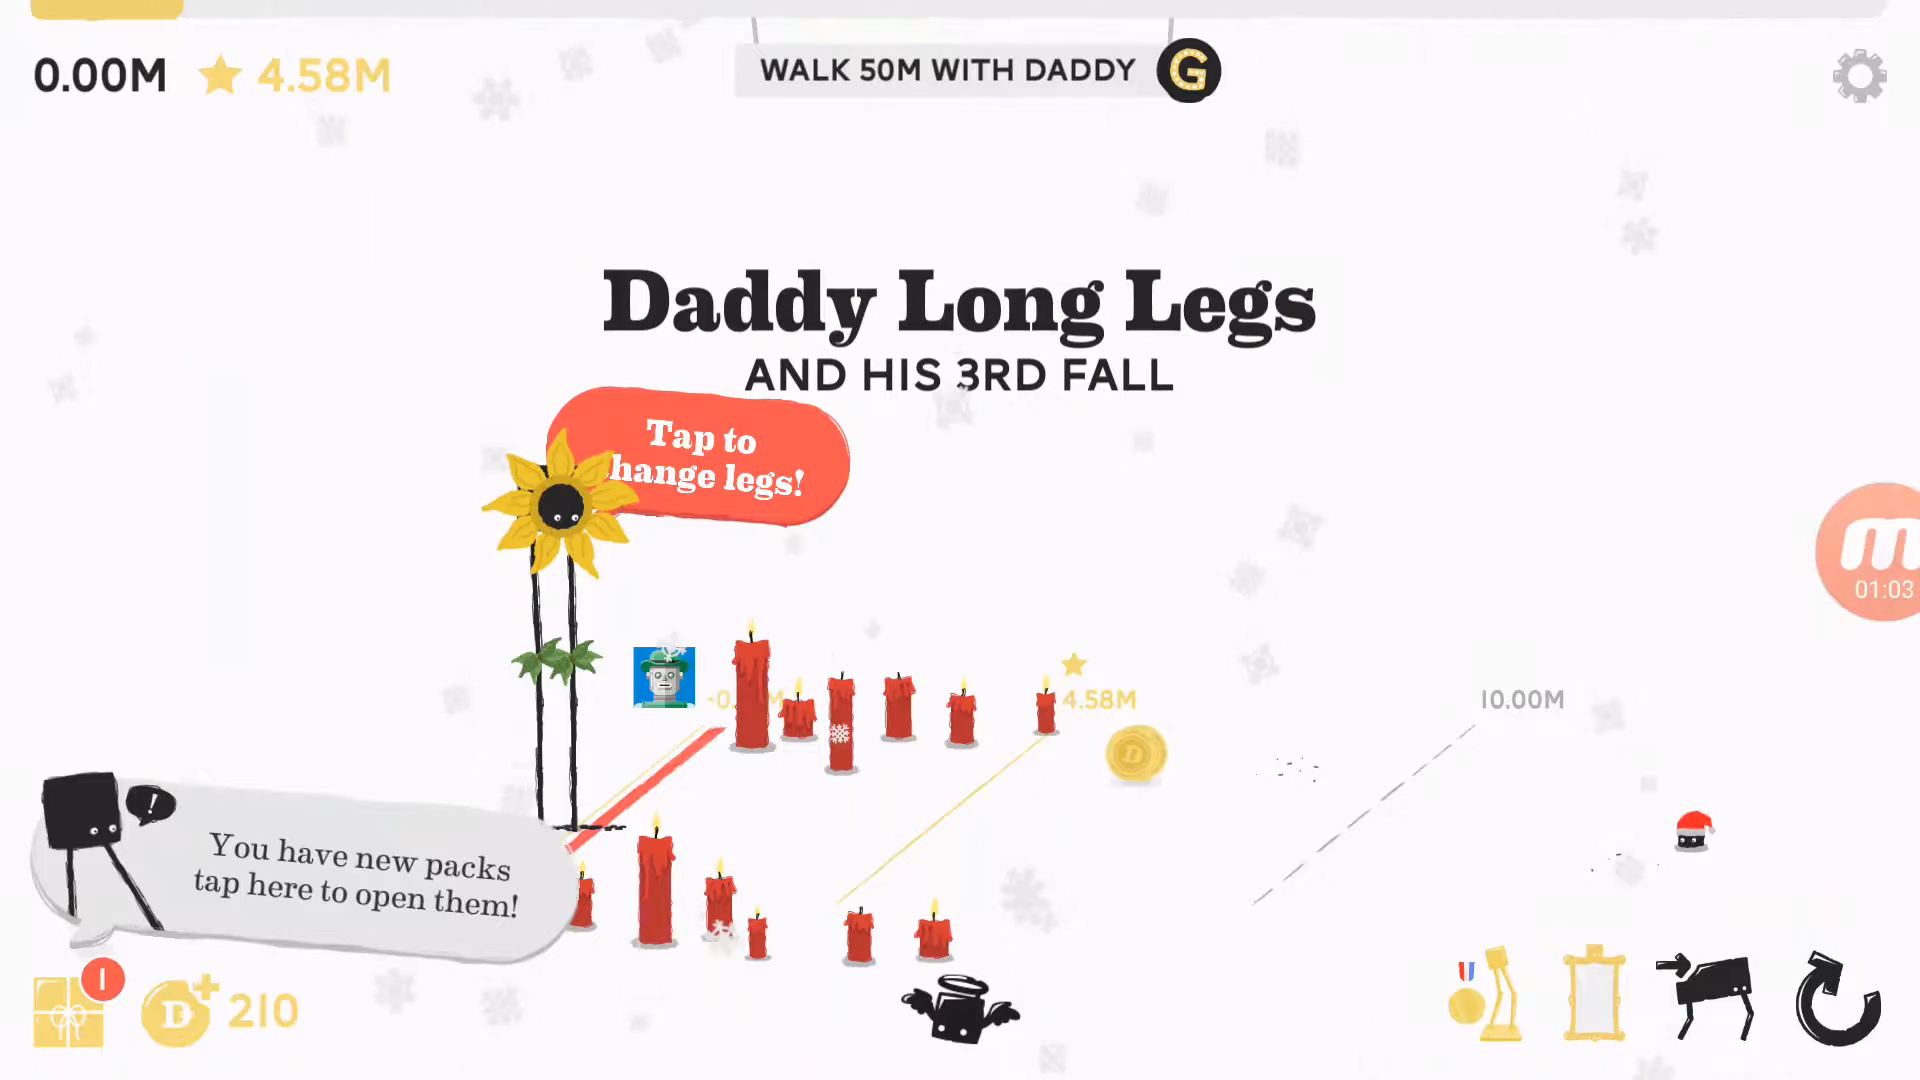 0.00M
4.58M
WALK 50M WITH DADDY
G
Daddy Long Legs
AND HIS 3RD FALL
Tap to
hange legs!
01:03
4.58M
10.00M
D
!
You have new packs
tap here to open them!
1
D
210